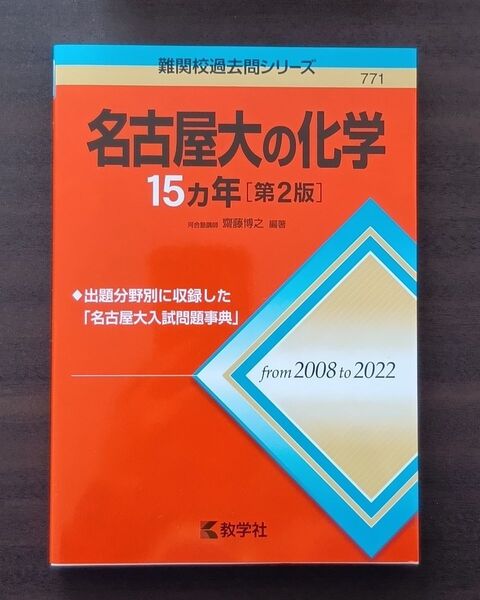 難関校過去問シリーズ
771
名古屋大の化学
15カ年[第2版]
河合塾講師 齋藤博之 編著
◆出題分野別に収録した
「名古屋大入試問題事典」
from 2008 to 2022
教学社